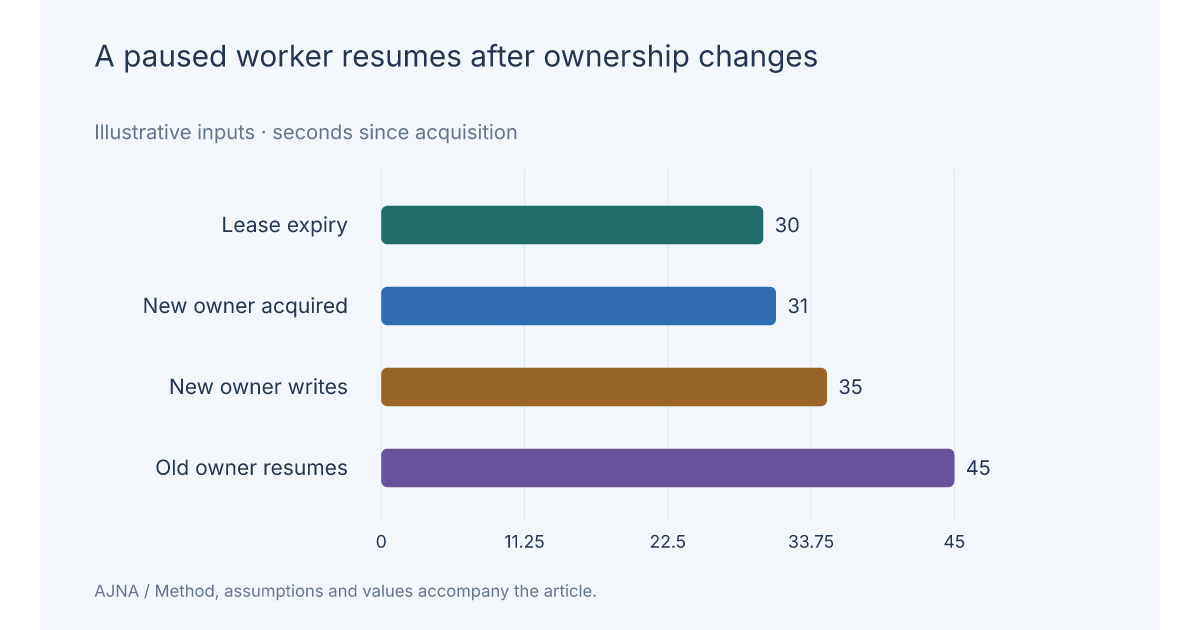 A paused worker resumes after ownership changes
Illustrative inputs · seconds since acquisition
Lease expiry 30
New owner acquired 31
New owner writes 35
Old owner resumes 45
0 11.25 22.5 33.75 45
AJNA / Method, assumptions and values accompany the article.